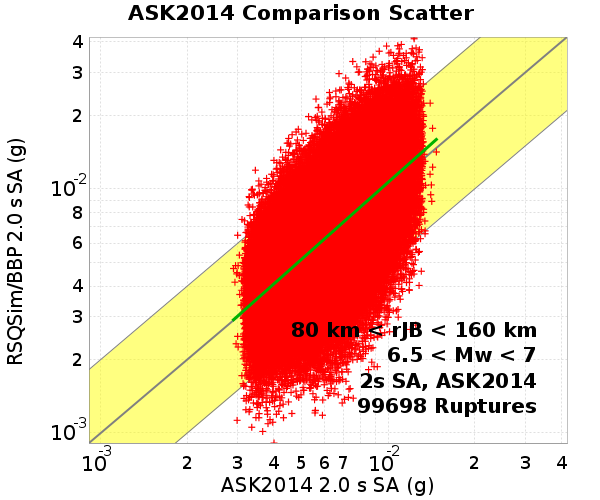 ASK2014 Comparison Scatter
RSQSim/BBP 2.0 s SA (g)
4
3
2
10-2
8
6
4
3
2
10-3
80 km < rJB < 160 km
6.5 < Mw < 7
2s SA, ASK2014
99698 Ruptures
10-3 2 3 4 5 6 7 10-2 2 3 4
ASK2014 2.0 s SA (g)